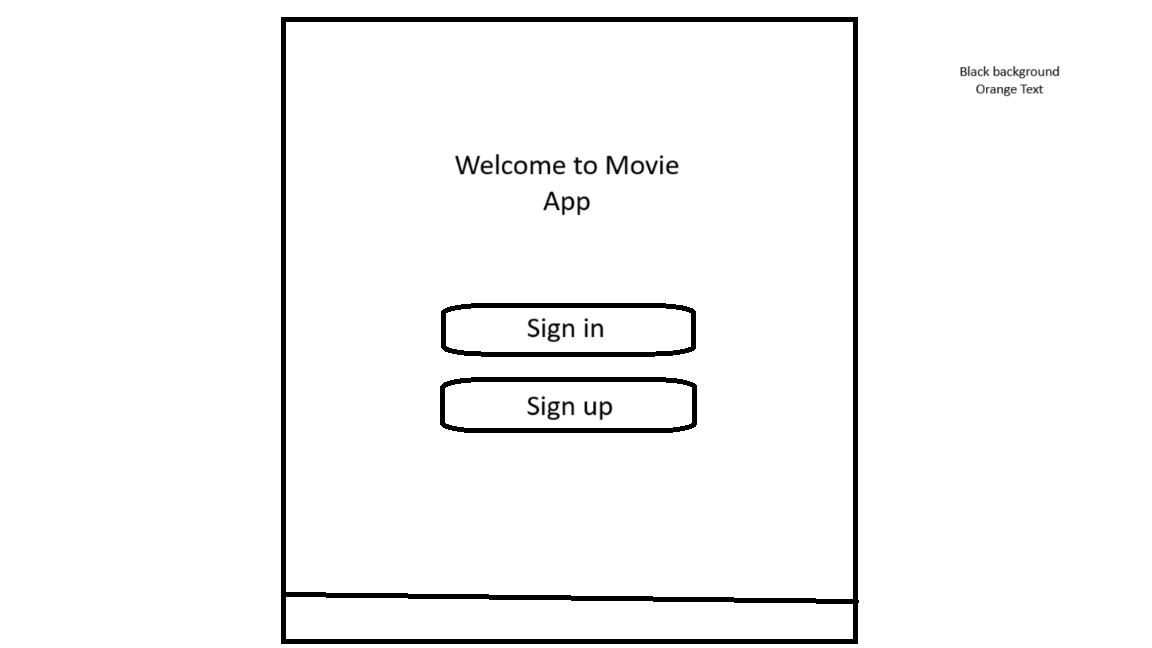 Black background
Orange Text
Welcome to Movie
App
Sign in
Sign up